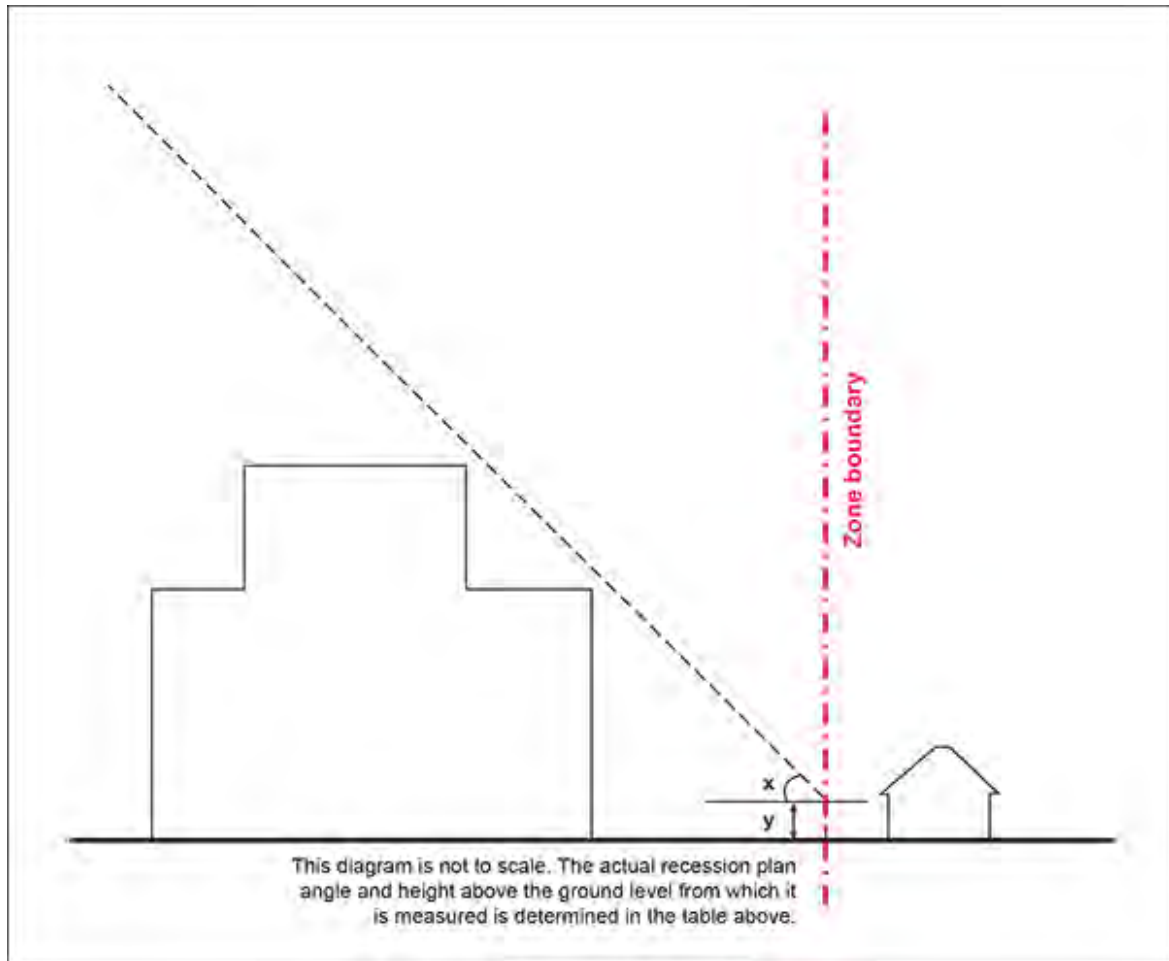 Zone boundary
x
y
This diagram is not to scale. The actual recession plan
angle and height above the ground level from which it
is measured is determined in the table above.